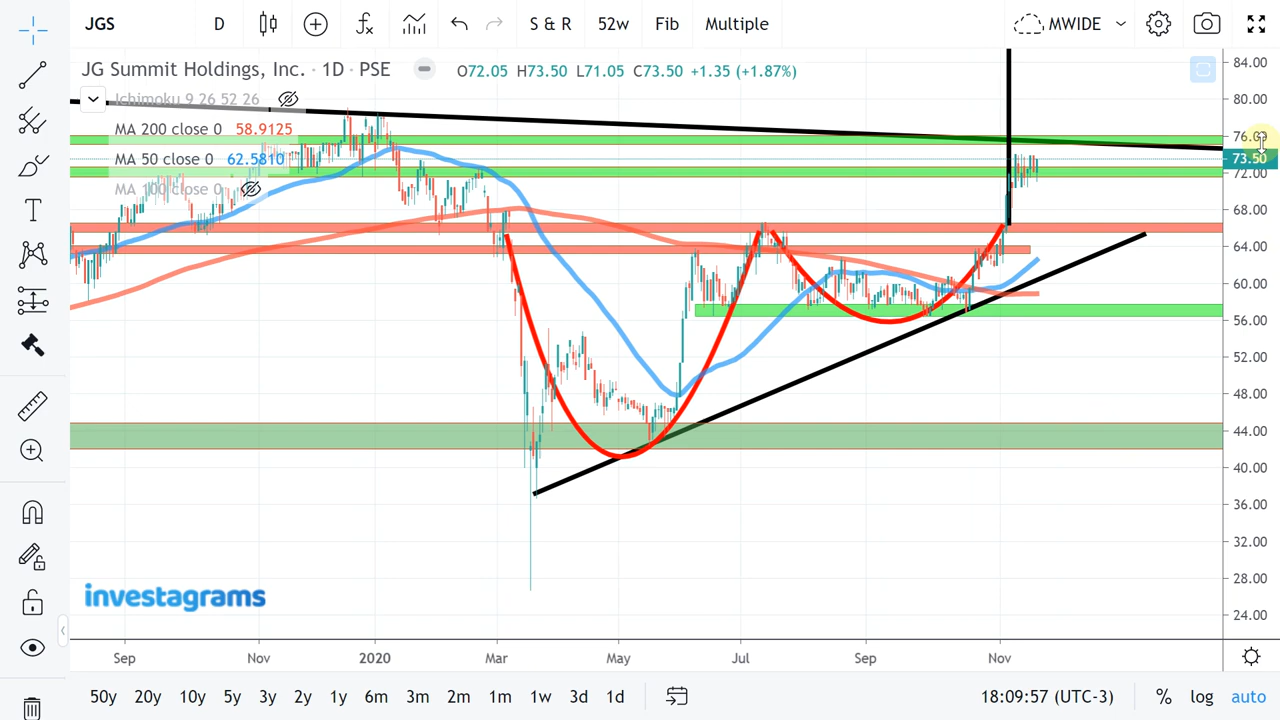 JGS D S & R 52w Fib Multiple MWIDE
JG Summit Holdings, Inc. · 1D · PSE O72.05 H73.50 L71.05 C73.50 +1.35 (+1.87%)
Ichimoku 9 26 52 26
MA 200 close 0 58.9125
MA 50 close 0 62.5810
MA 100 close 0
84.00
80.00
76.00
73.50
72.00
68.00
64.00
60.00
56.00
52.00
48.00
44.00
40.00
36.00
32.00
28.00
24.00
investagrams
Sep Nov 2020 Mar May Jul Sep Nov
50y 20y 10y 5y 3y 2y 1y 6m 3m 2m 1m 1w 3d 1d 18:09:57 (UTC-3) % log auto